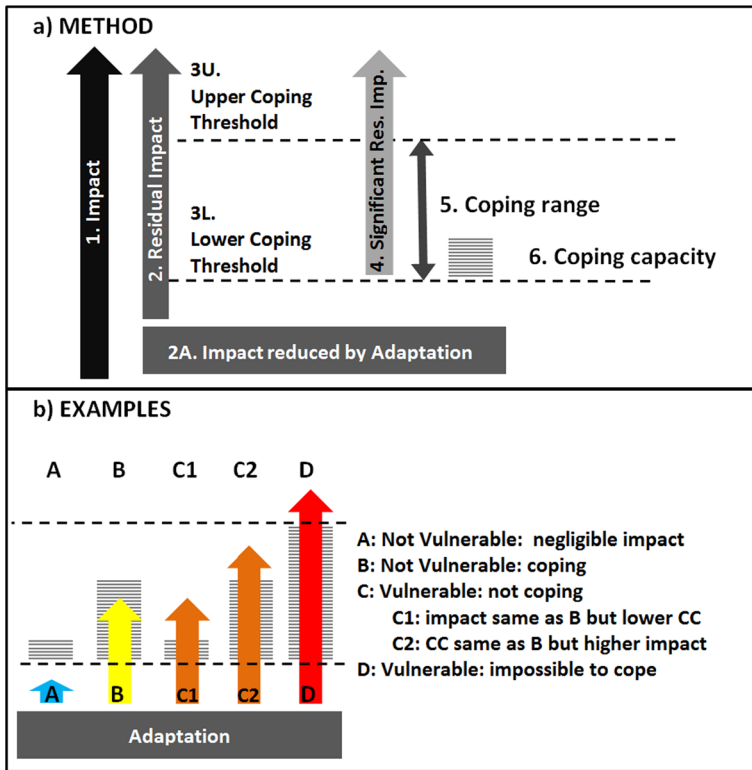 a) METHOD
1. Impact
2. Residual Impact
3U.
Upper Coping
Threshold
3L.
Lower Coping
Threshold
4. Significant Res. Imp.
5. Coping range
6. Coping capacity
2A. Impact reduced by Adaptation
b) EXAMPLES
A B C1 C2 D
A: Not Vulnerable: negligible impact
B: Not Vulnerable: coping
C: Vulnerable: not coping
C1: impact same as B but lower CC
C2: CC same as B but higher impact
D: Vulnerable: impossible to cope
A B C1 C2 D
Adaptation